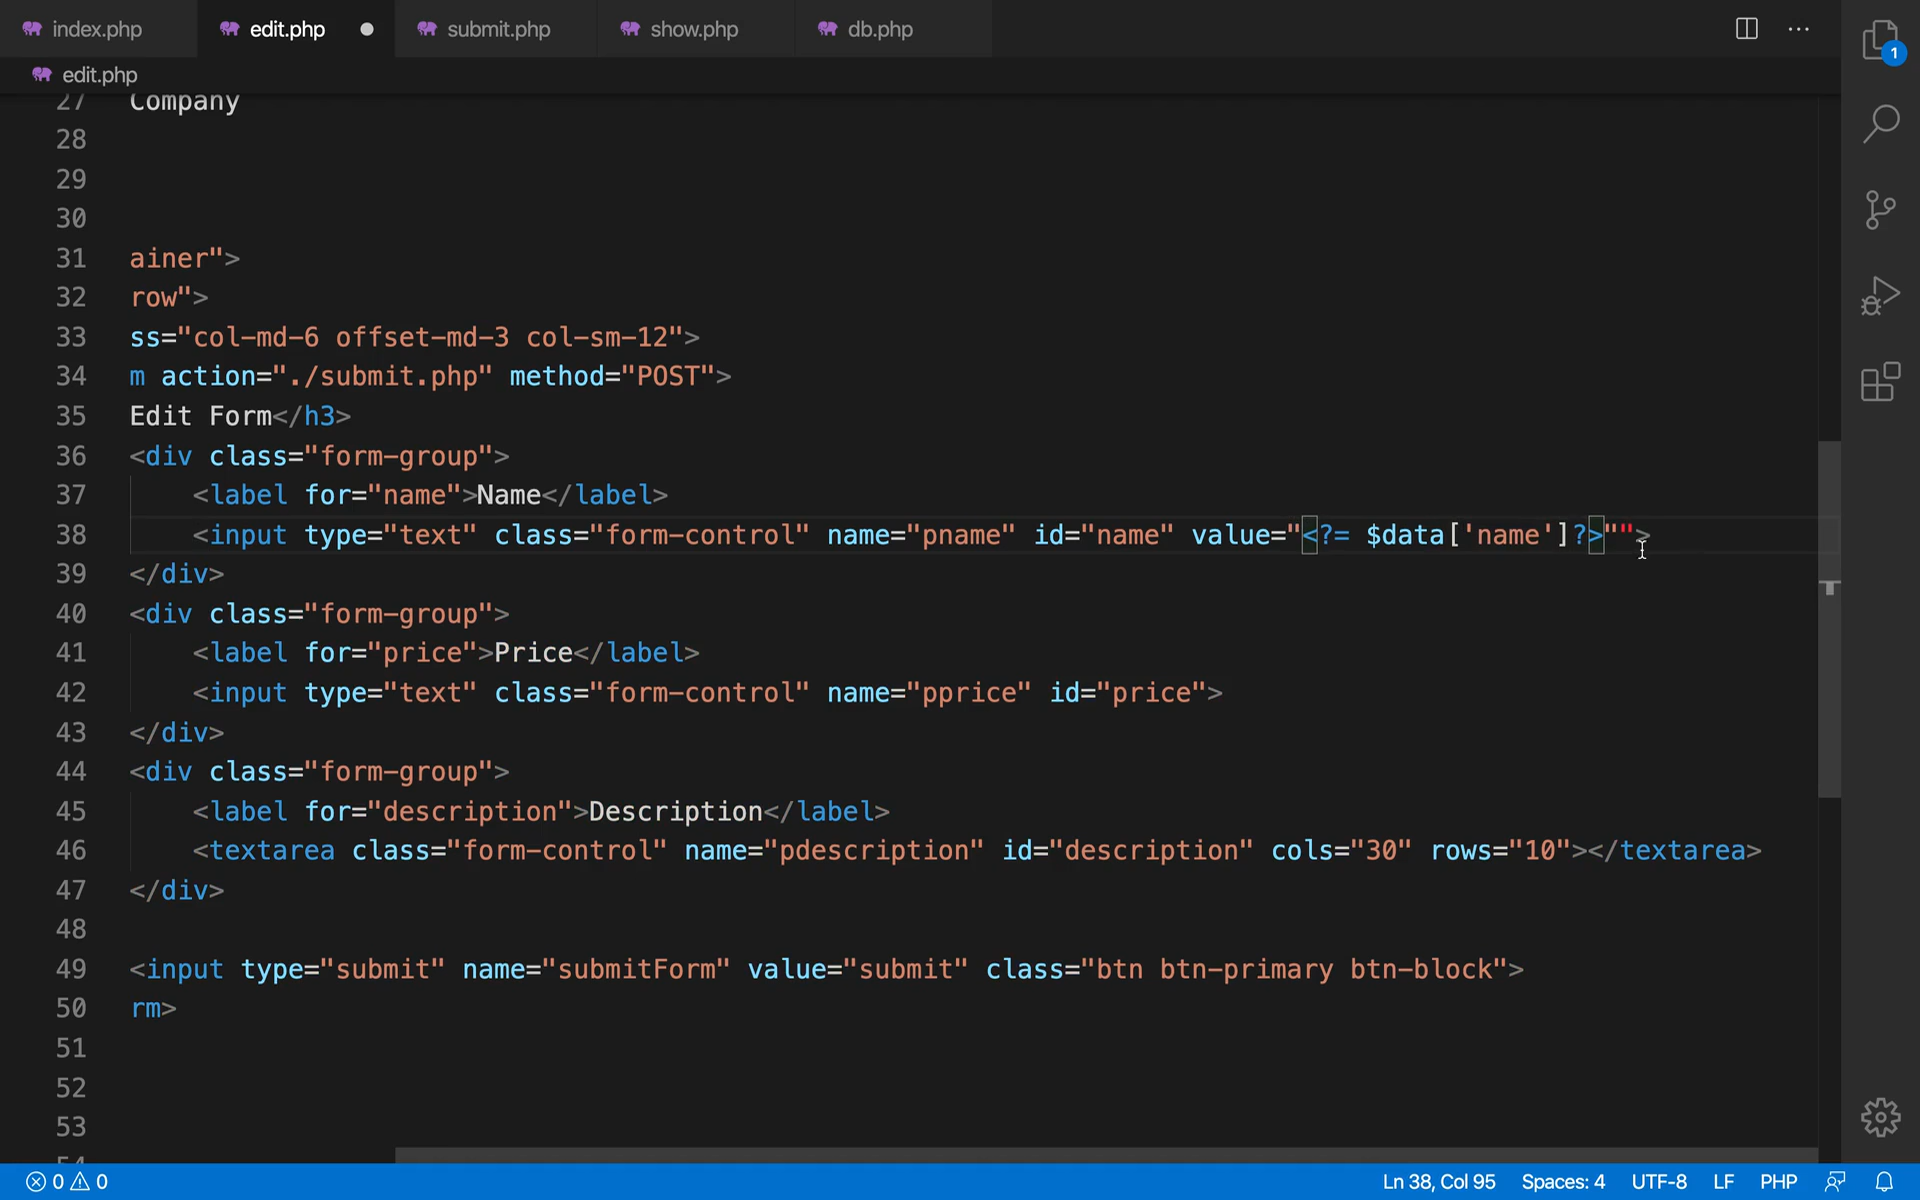 index.php edit.php submit.php show.php db.php
edit.php
1
27 Company
28
29
30
31 ainer">
32 row">
33 ss="col-md-6 offset-md-3 col-sm-12">
34 m action="./submit.php" method="POST">
35 Edit Form</h3>
36 <div class="form-group">
37 <label for="name">Name</label>
38 <input type="text" class="form-control" name="pname" id="name" value="<?= $data['name']?>"">
39 </div>
40 <div class="form-group">
41 <label for="price">Price</label>
42 <input type="text" class="form-control" name="pprice" id="price">
43 </div>
44 <div class="form-group">
45 <label for="description">Description</label>
46 <textarea class="form-control" name="pdescription" id="description" cols="30" rows="10"></textarea>
47 </div>
48
49 <input type="submit" name="submitForm" value="submit" class="btn btn-primary btn-block">
50 rm>
51
52
53
54
0 0 Ln 38, Col 95 Spaces: 4 UTF-8 LF PHP